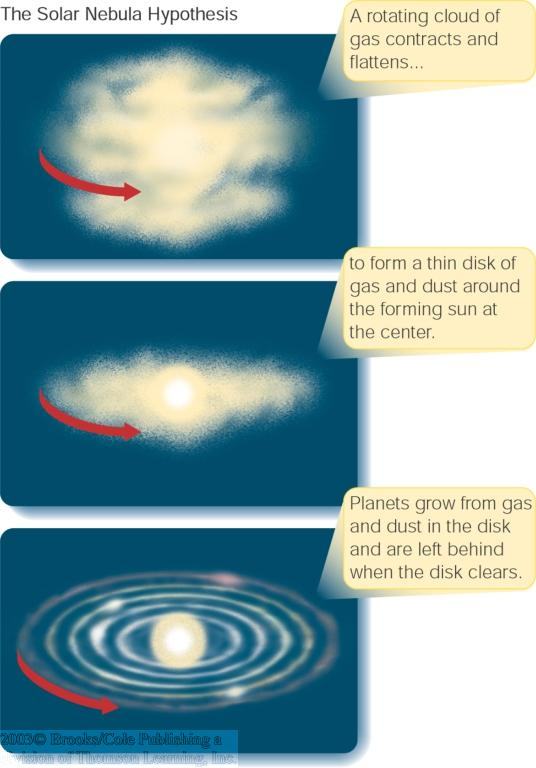 The Solar Nebula Hypothesis
A rotating cloud of
gas contracts and
flattens...
to form a thin disk of
gas and dust around
the forming sun at
the center.
Planets grow from gas
and dust in the disk
and are left behind
when the disk clears.
2003© Brooks/Cole Publishing a
division of Thomson Learning, Inc.